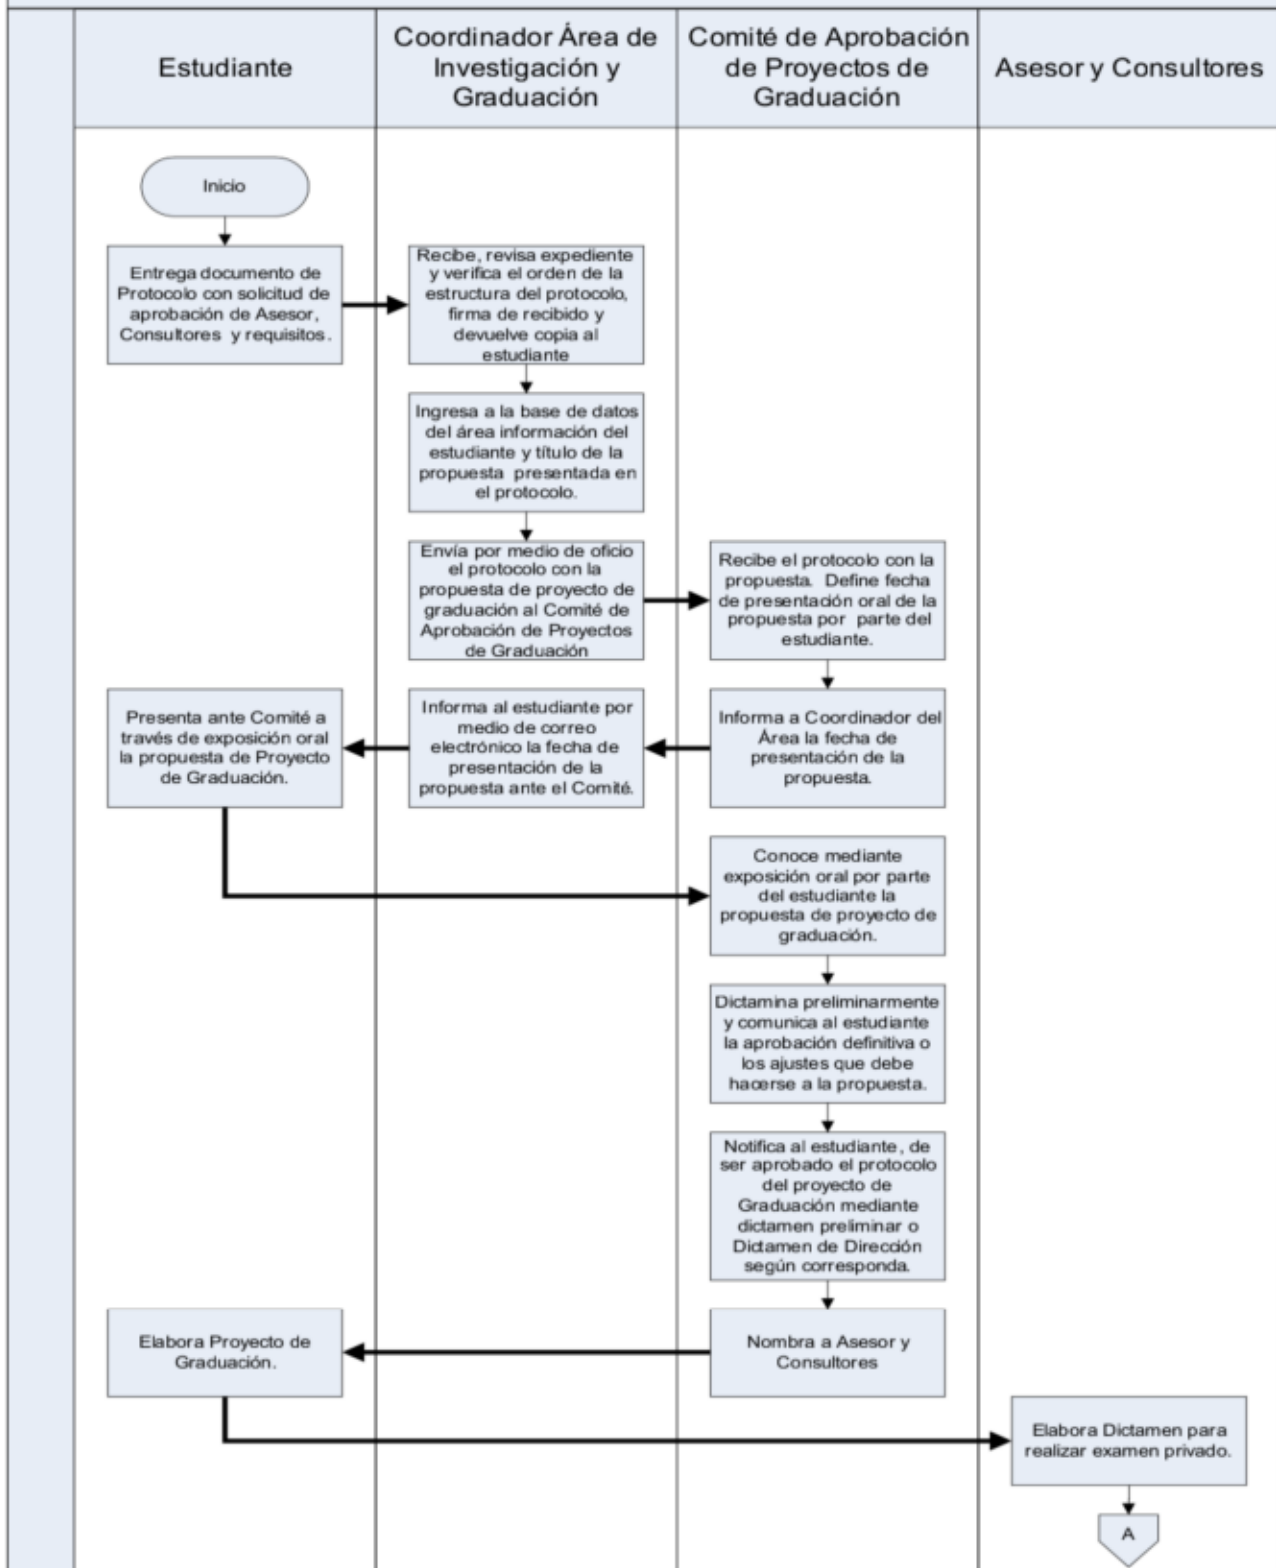 Estudiante
Coordinador Área de
Investigación y
Graduación
Comité de Aprobación
de Proyectos de
Graduación
Asesor y Consultores
Inicio
Entrega documento de
Protocolo con solicitud de
aprobación de Asesor,
Consultores y requisitos.
Recibe, revisa expediente
y verifica el orden de la
estructura del protocolo,
firma de recibido y
devuelve copia al
estudiante
Ingresa a la base de datos
del área información del
estudiante y título de la
propuesta presentada en
el protocolo.
Envía por medio de oficio
el protocolo con la
propuesta de proyecto de
graduación al Comité de
Aprobación de Proyectos
de Graduación
Recibe el protocolo con la
propuesta. Define fecha
de presentación oral de la
propuesta por parte del
estudiante.
Informa a Coordinador del
Área la fecha de
presentación de la
propuesta.
Informa al estudiante por
medio de correo
electrónico la fecha de
presentación de la
propuesta ante el Comité.
Presenta ante Comité a
través de exposición oral
la propuesta de Proyecto
de Graduación.
Conoce mediante
exposición oral por parte
del estudiante la
propuesta de proyecto de
graduación.
Dictamina preliminarmente
y comunica al estudiante
la aprobación definitiva o
los ajustes que debe
hacerse a la propuesta.
Notifica al estudiante, de
ser aprobado el protocolo
del proyecto de
Graduación mediante
dictamen preliminar o
Dictamen de Dirección
según corresponda.
Nombra a Asesor y
Consultores
Elabora Proyecto de
Graduación.
Elabora Dictamen para
realizar examen privado.
A